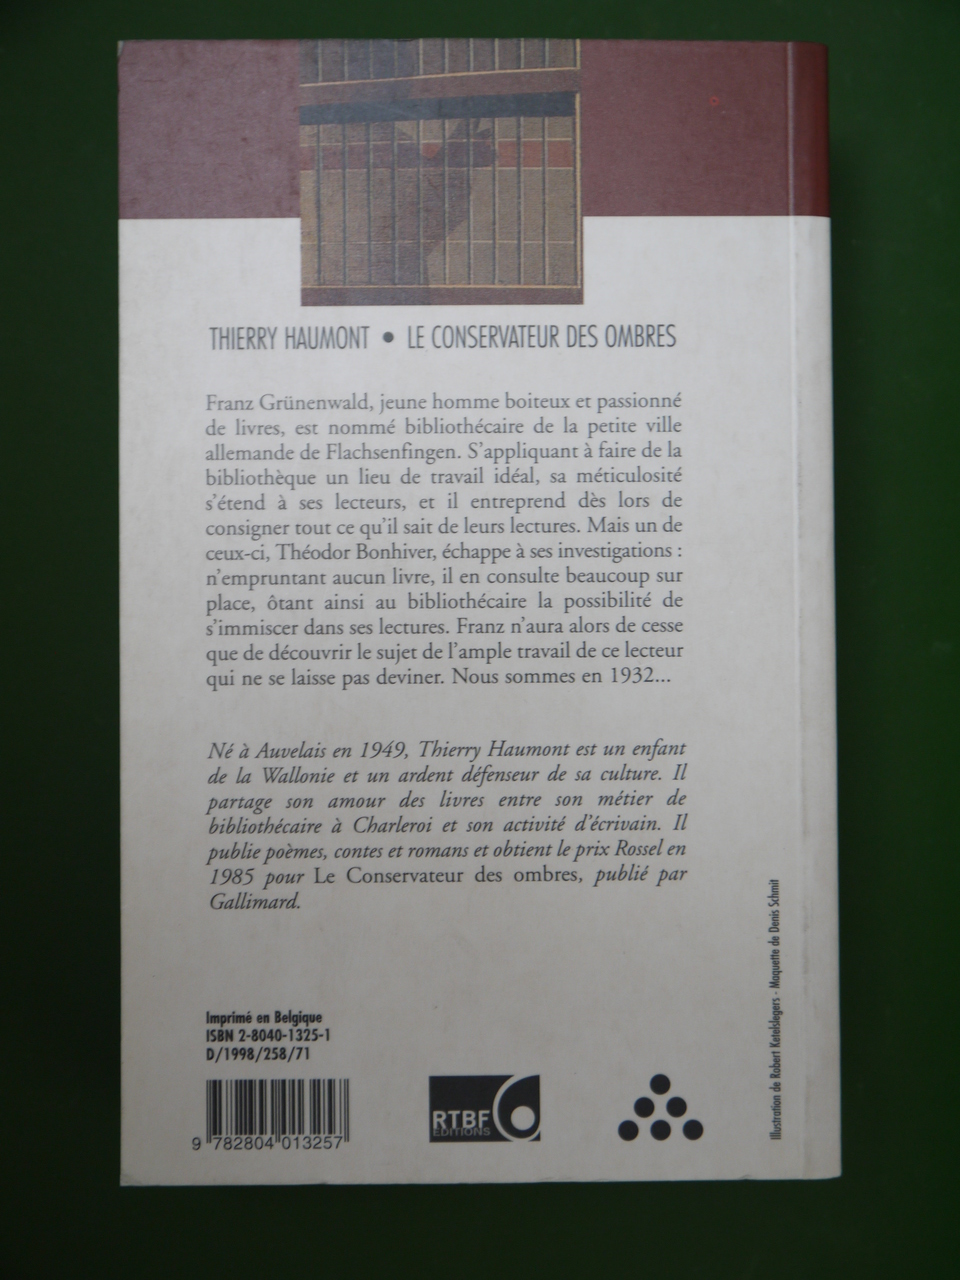 THIERRY HAUMONT • LE CONSERVATEUR DES OMBRES
Franz Grünenwald, jeune homme boiteux et passionné
de livres, est nommé bibliothécaire de la petite ville
allemande de Flachsenfingen. S'appliquant à faire de la
bibliothèque un lieu de travail idéal, sa méticulosité
s'étend à ses lecteurs, et il entreprend dès lors de
consigner tout ce qu'il sait de leurs lectures. Mais un de
ceux-ci, Théodor Bonhiver, échappe à ses investigations :
n'empruntant aucun livre, il en consulte beaucoup sur
place, ôtant ainsi au bibliothécaire la possibilité de
s'immiscer dans ses lectures. Franz n'aura alors de cesse
que de découvrir le sujet de l'ample travail de ce lecteur
qui ne se laisse pas deviner. Nous sommes en 1932...
Né à Auvelais en 1949, Thierry Haumont est un enfant
de la Wallonie et un ardent défenseur de sa culture. Il
partage son amour des livres entre son métier de
bibliothécaire à Charleroi et son activité d'écrivain. Il
publie poèmes, contes et romans et obtient le prix Rossel en
1985 pour Le Conservateur des ombres, publié par
Gallimard.
Imprimé en Belgique
ISBN 2-8040-1325-1
D/1998/258/71
9 782804 013257
RTBF
EDITIONS
Illustration de Robert Ketelslegers - Maquette de Denis Schmit